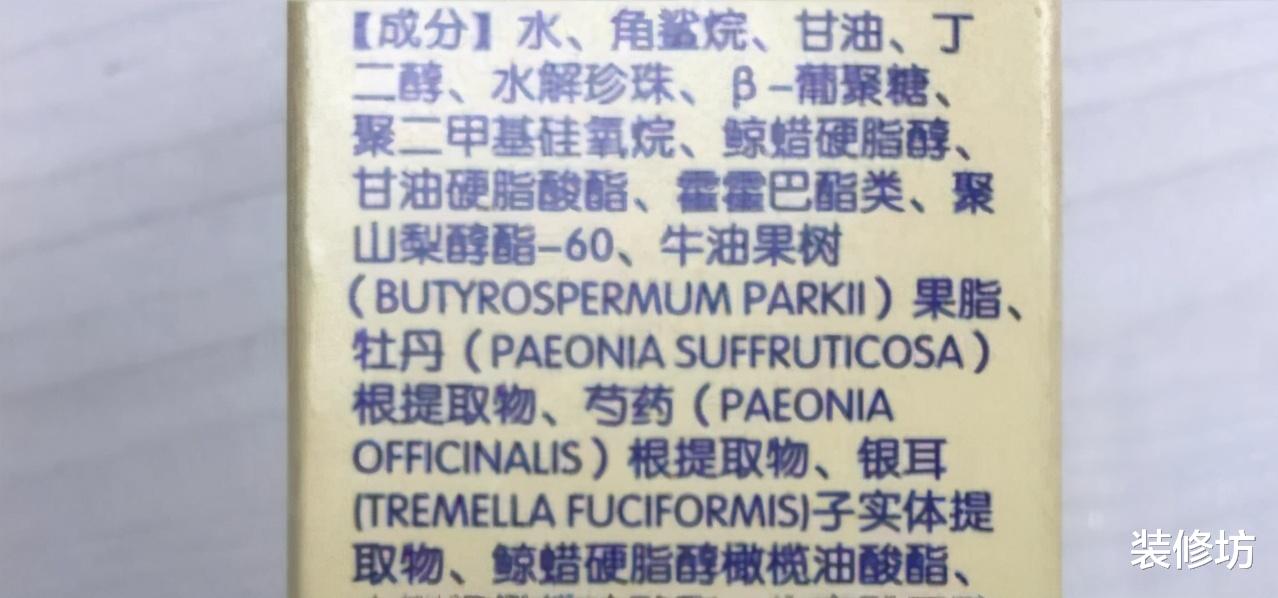 【成分】水、角鲨烷、甘油、丁
二醇、水解珍珠、β-葡聚糖、
聚二甲基硅氧烷、鲸蜡硬脂醇、
甘油硬脂酸酯、霍霍巴酯类、聚
山梨醇酯-60、牛油果树
（BUTYROSPERMUM PARKII）果脂、
牡丹（PAEONIA SUFFRUTICOSA）
根提取物、芍药（PAEONIA
OFFICINALIS）根提取物、银耳
(TREMELLA FUCIFORMIS)子实体提
取物、鲸蜡硬脂醇橄榄油酸酯、
装修坊